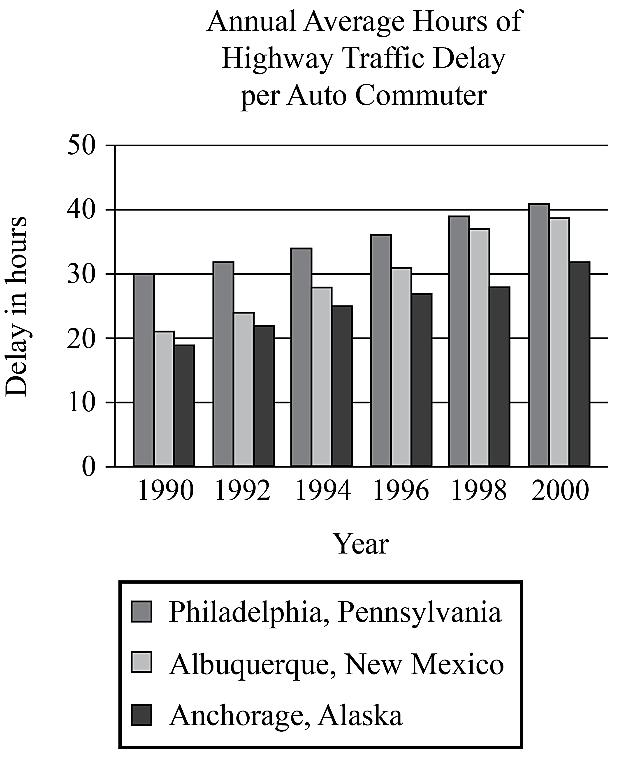 Annual Average Hours of
Highway Traffic Delay
per Auto Commuter
50
40
30
20
10
0
Delay in hours
1990 1992 1994 1996 1998 2000
Year
Philadelphia, Pennsylvania
Albuquerque, New Mexico
Anchorage, Alaska